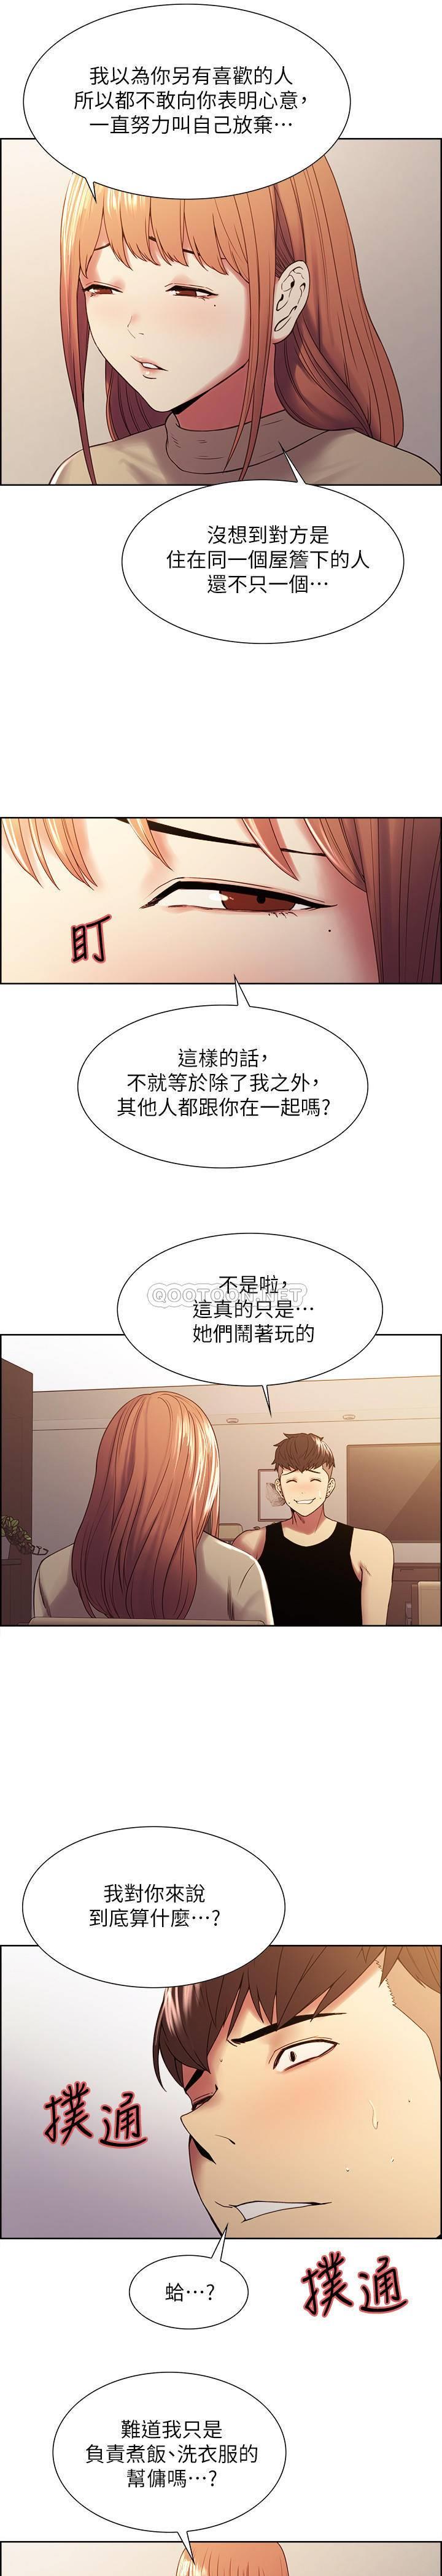 我以為你另有喜歡的人
所以都不敢向你表明心意，
一直努力叫自己放棄…
沒想到對方是
住在同一個屋簷下的人
還不只一個…
盯
這樣的話，
不就等於除了我之外，
其他人都跟你在一起嗎?
不是啦，
QOOTOON.NET
這真的只是…
她們鬧著玩的
我對你來說
到底算什麼…?
撲通
蛤…?
撲通
難道我只是
負責煮飯、洗衣服的
幫傭嗎…?